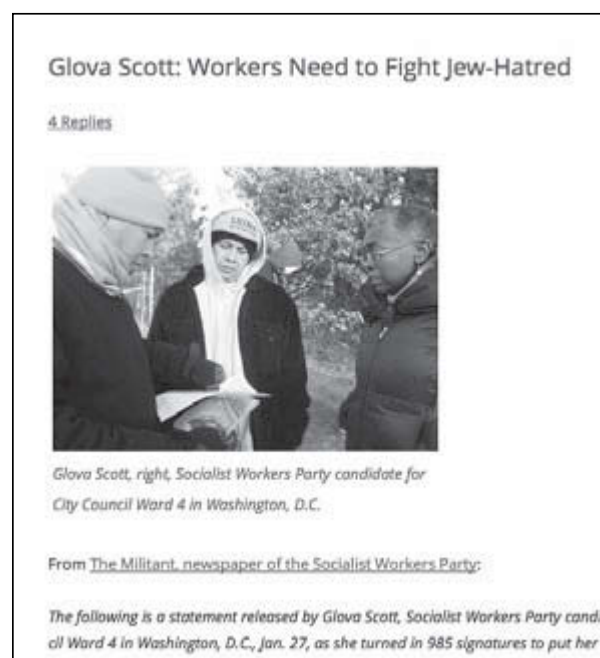 Glova Scott: Workers Need to Fight Jew-Hatred
4 Replies
Glova Scott, right, Socialist Workers Party candidate for
City Council Ward 4 in Washington, D.C.
From The Militant, newspaper of the Socialist Workers Party:
The following is a statement released by Glova Scott, Socialist Workers Party candi
cil Ward 4 in Washington, D.C., Jan. 27, as she turned in 985 signatures to put her